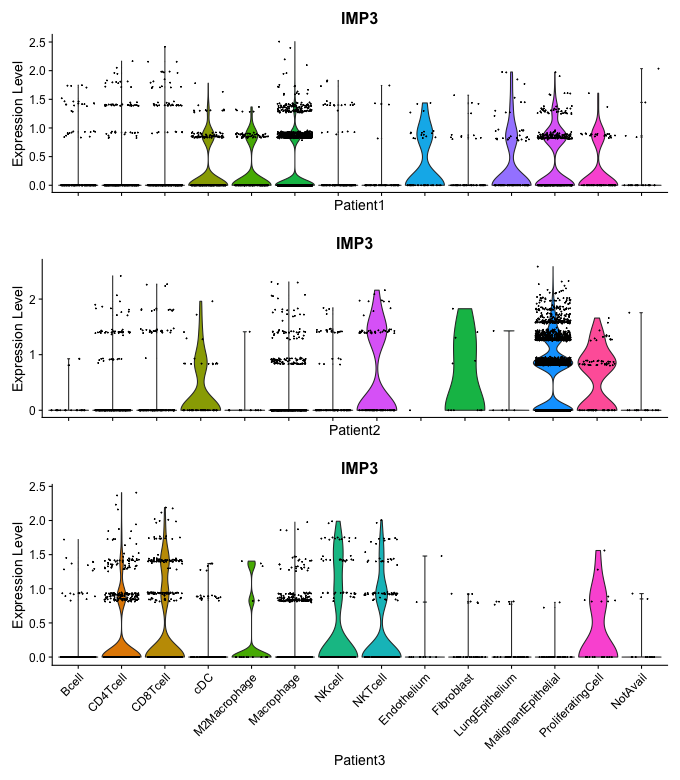 IMP3
Expression Level
2.5
2.0
1.5
1.0
0.5
0.0
Patient1
IMP3
Expression Level
2
1
0
Patient2
IMP3
Expression Level
2.5
2.0
1.5
1.0
0.5
0.0
Bcell
CD4Tcell
CD8Tcell
cDC
M2Macrophage
Macrophage
NKcell
NKTcell
Endothelium
Fibroblast
LungEpithelium
MalignantEpithelial
ProliferatingCell
NotAvail
Patient3